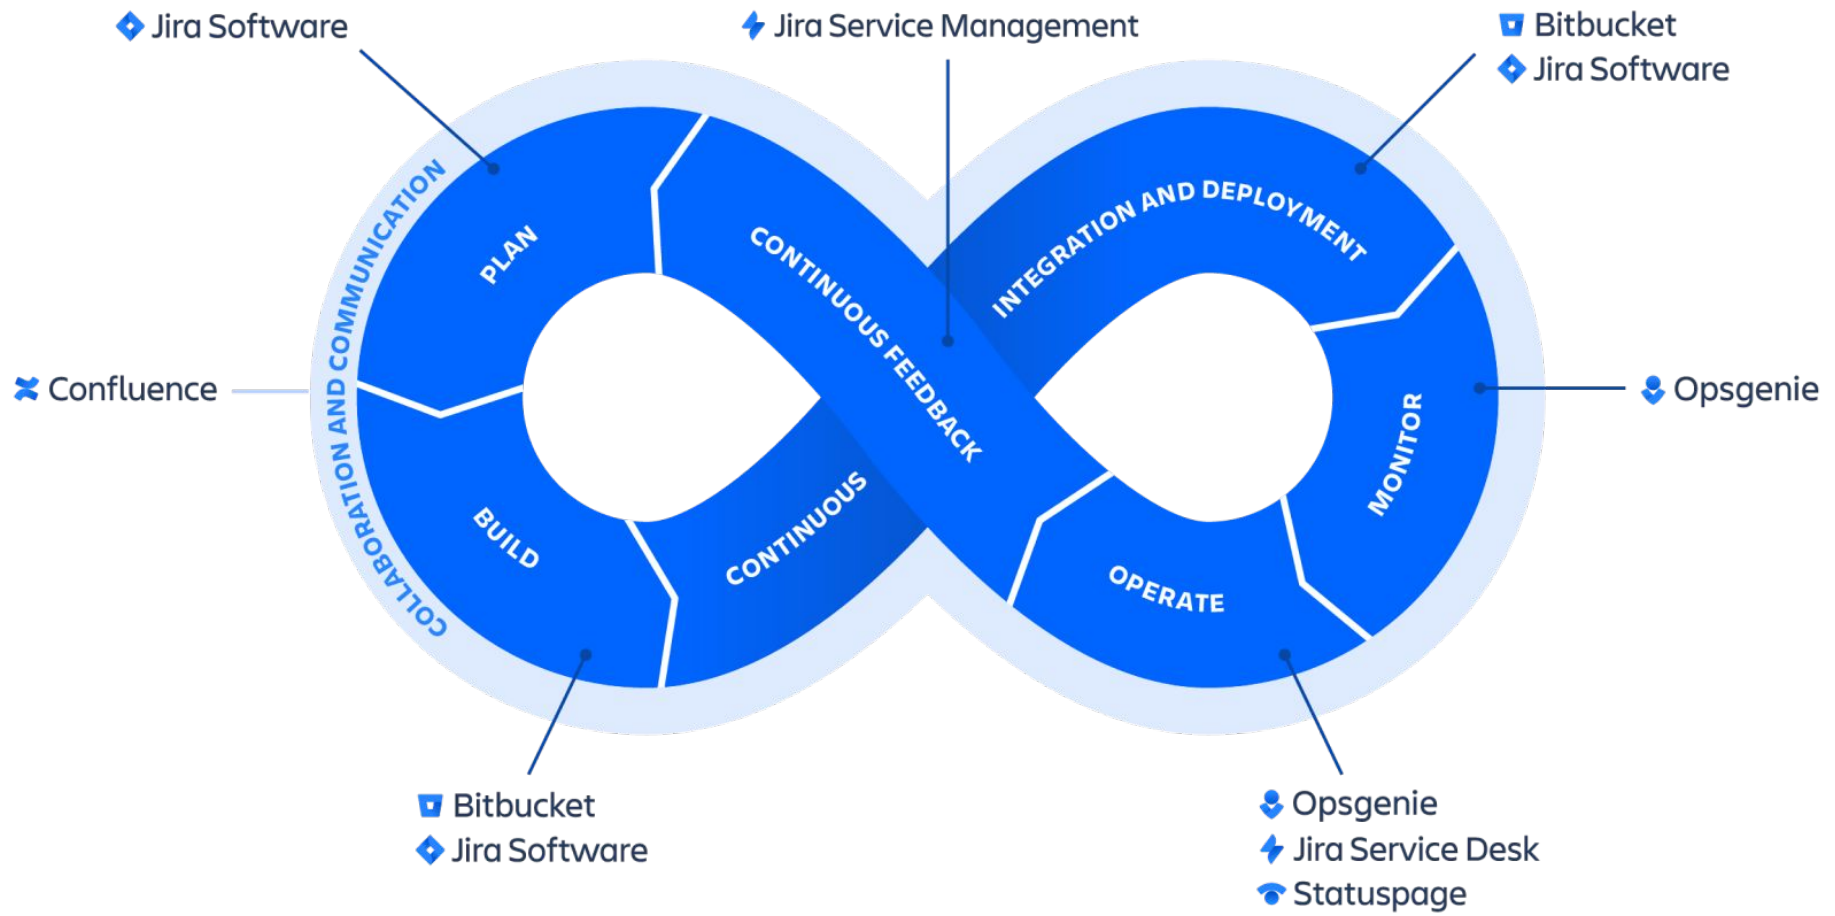 Jira Software
Jira Service Management
Bitbucket
Jira Software
COLLABORATION AND COMMUNICATION
PLAN
CONTINUOUS FEEDBACK
INTEGRATION AND DEPLOYMENT
Confluence
Opsgenie
MONITOR
BUILD
CONTINUOUS
OPERATE
Bitbucket
Jira Software
Opsgenie
Jira Service Desk
Statuspage